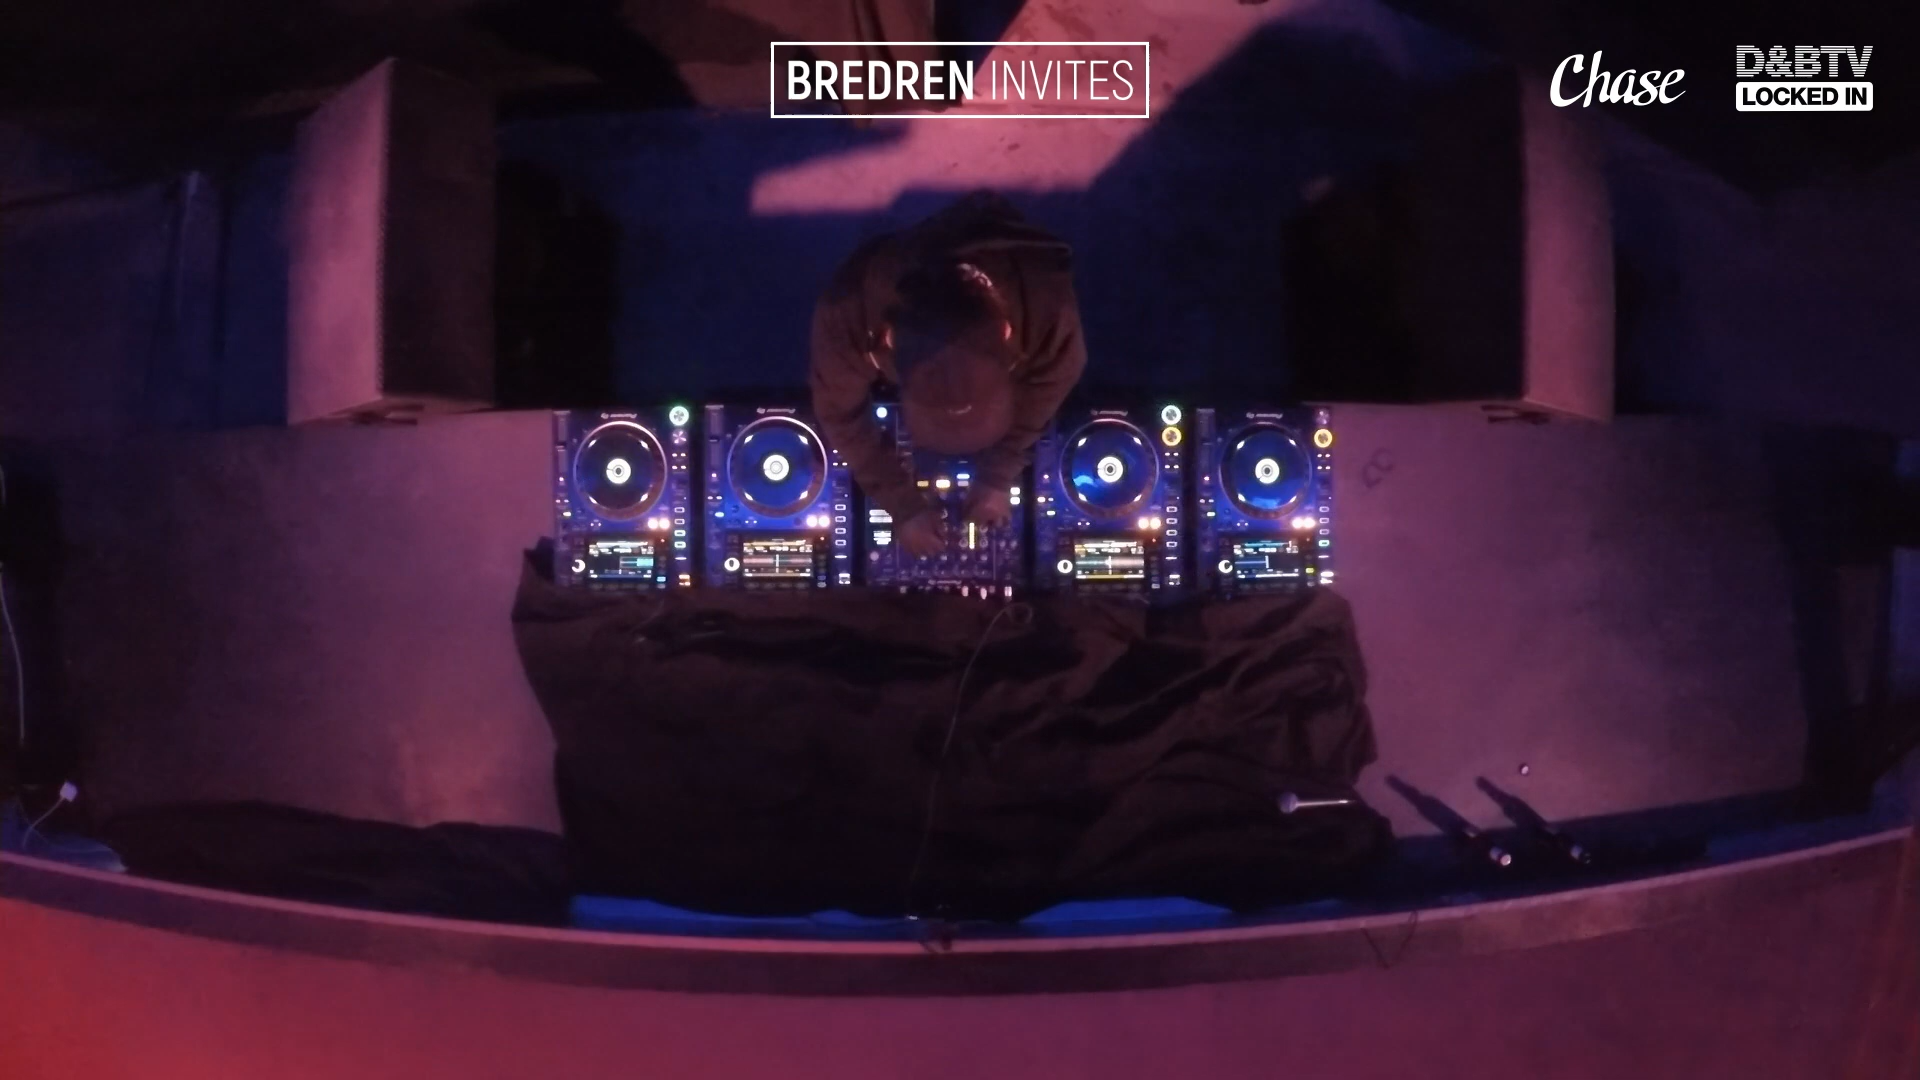 BREDREN INVITES
Chase
D&BTV
LOCKED IN